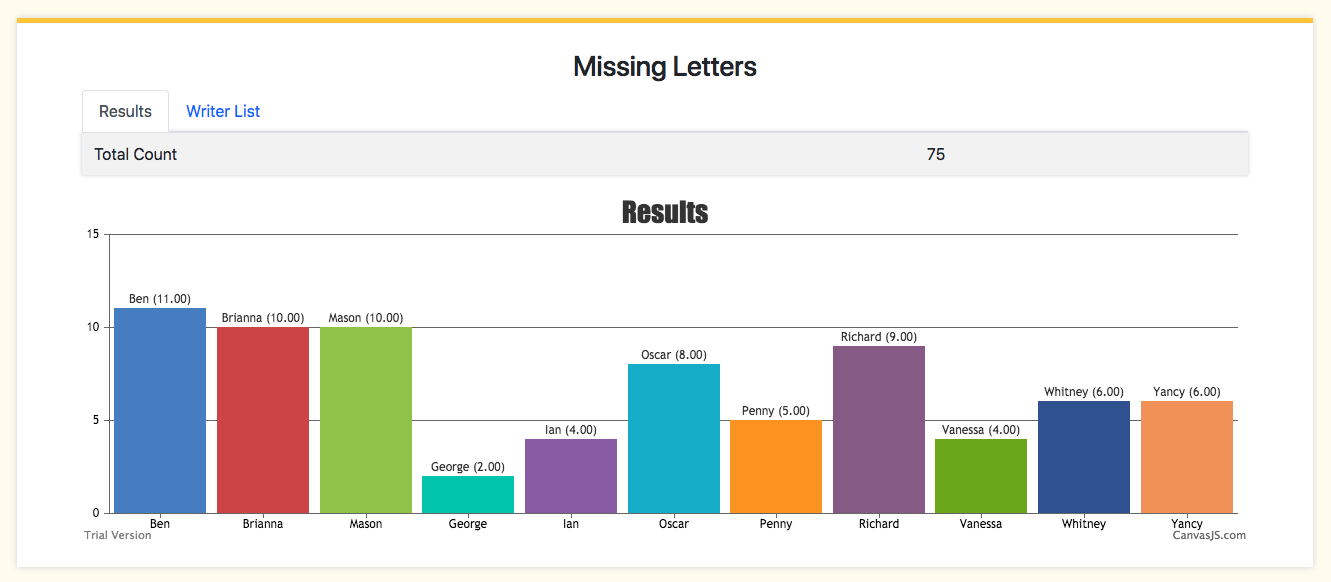 Missing Letters
Results Writer List
Total Count 75
Results
15
Ben (11.00)
Brianna (10.00) Mason (10.00)
10
Richard (9.00)
Oscar (8.00)
Whitney (6.00) Yancy (6.00)
Penny (5.00)
5
Ian (4.00) Vanessa (4.00)
George (2.00)
0
Ben Brianna Mason George Ian Oscar Penny Richard Vanessa Whitney Yancy
Trial Version CanvasJS.com